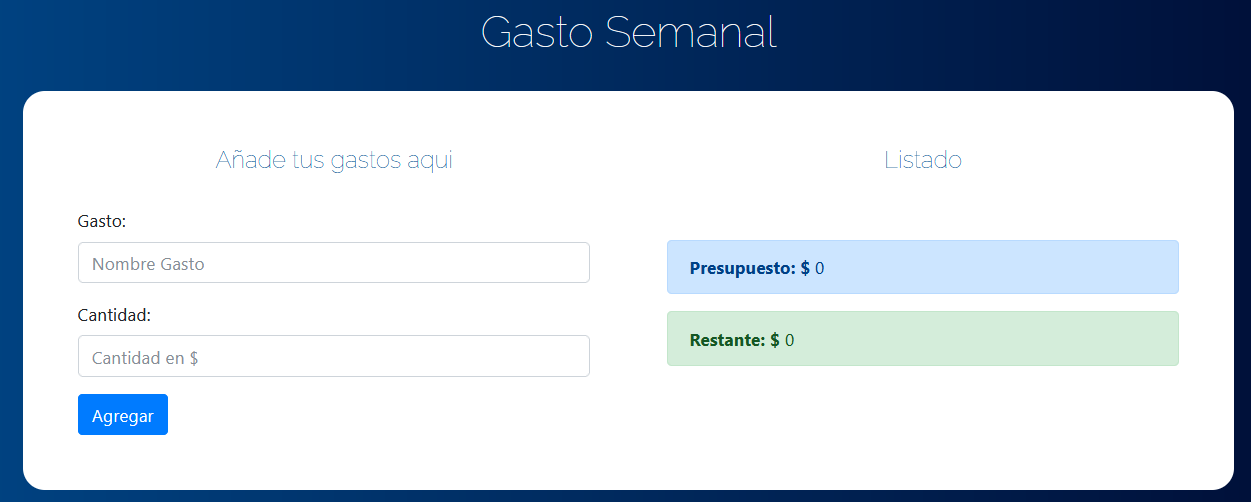 Gasto Semanal
Añade tus gastos aqui
Gasto:
Nombre Gasto
Cantidad:
Cantidad en $
Agregar
Listado
Presupuesto: $ 0
Restante: $ 0